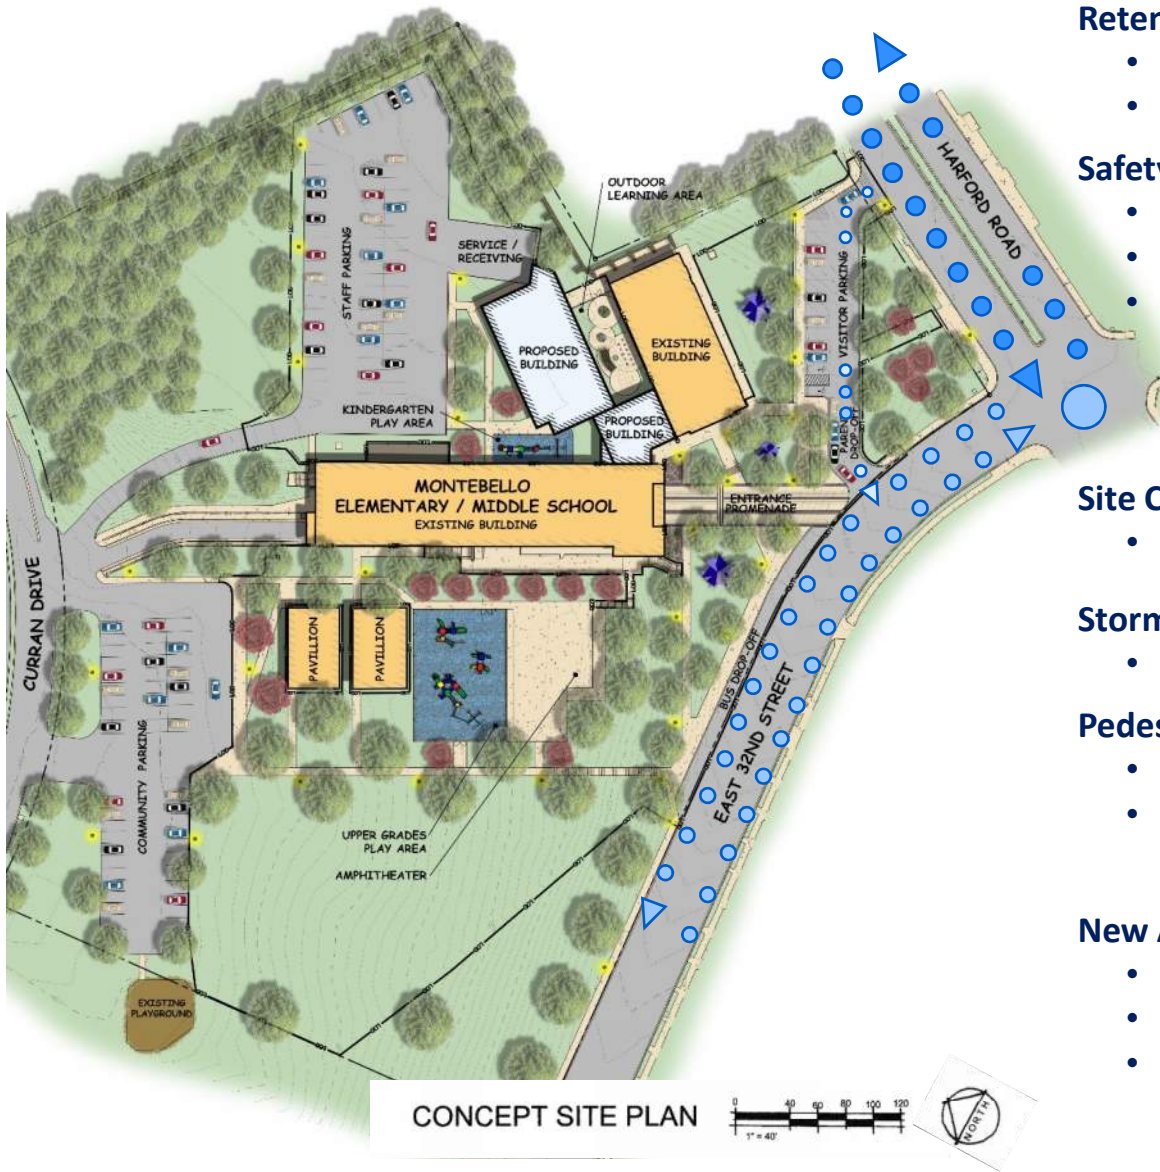 Reten
Safety
Site C
Storm
Pedes
New A
HARFORD ROAD
OUTDOOR
LEARNING AREA
SERVICE /
RECEIVING
STAFF PARKING
VISITOR PARKING
PROPOSED
BUILDING
EXISTING
BUILDING
KINDERGARTEN
PLAY AREA
PROPOSED
BUILDING
PARENT
DROP-OFF
MONTEBELLO
ELEMENTARY / MIDDLE SCHOOL
EXISTING BUILDING
ENTRANCE
PROMENADE
CURRAN DRIVE
PAVILLION
PAVILLION
BUS DROP-OFF
EAST 32ND STREET
COMMUNITY PARKING
UPPER GRADES
PLAY AREA
AMPHITHEATER
EXISTING
PLAYGROUND
CONCEPT SITE PLAN
0 40 60 80 100 120
1" = 40'
NORTH